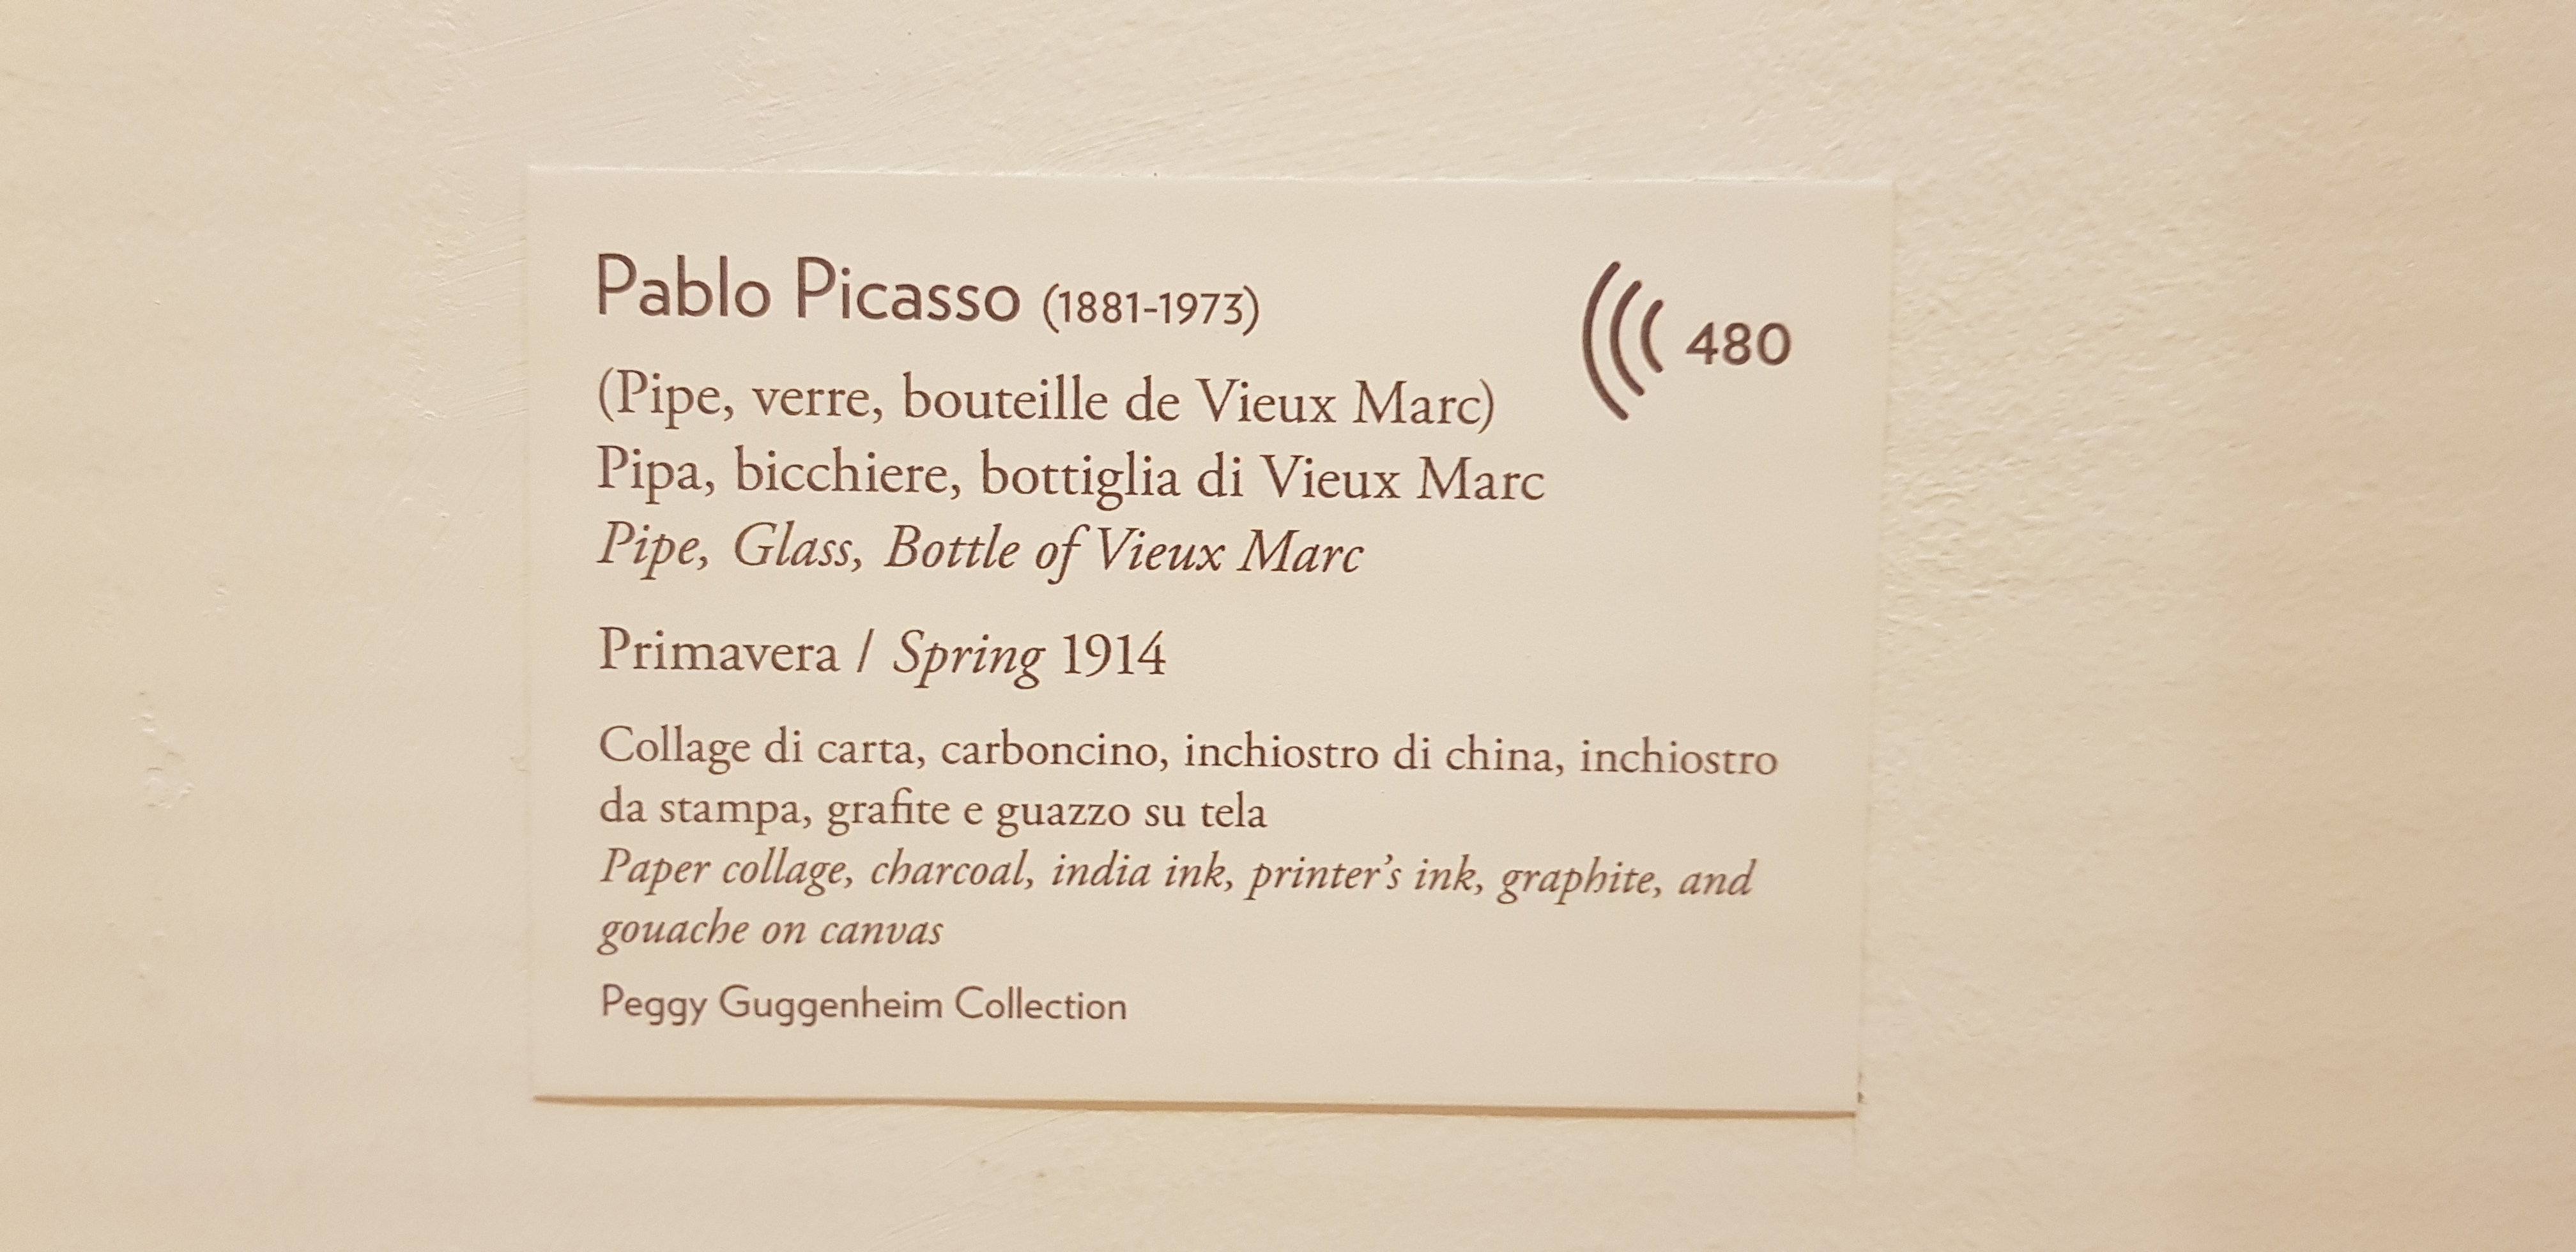 Pablo Picasso (1881-1973)
480
(Pipe, verre, bouteille de Vieux Marc)
Pipa, bicchiere, bottiglia di Vieux Marc
Pipe, Glass, Bottle of Vieux Marc
Primavera / Spring 1914
Collage di carta, carboncino, inchiostro di china, inchiostro
da stampa, grafite e guazzo su tela
Paper collage, charcoal, india ink, printer's ink, graphite, and
gouache on canvas
Peggy Guggenheim Collection